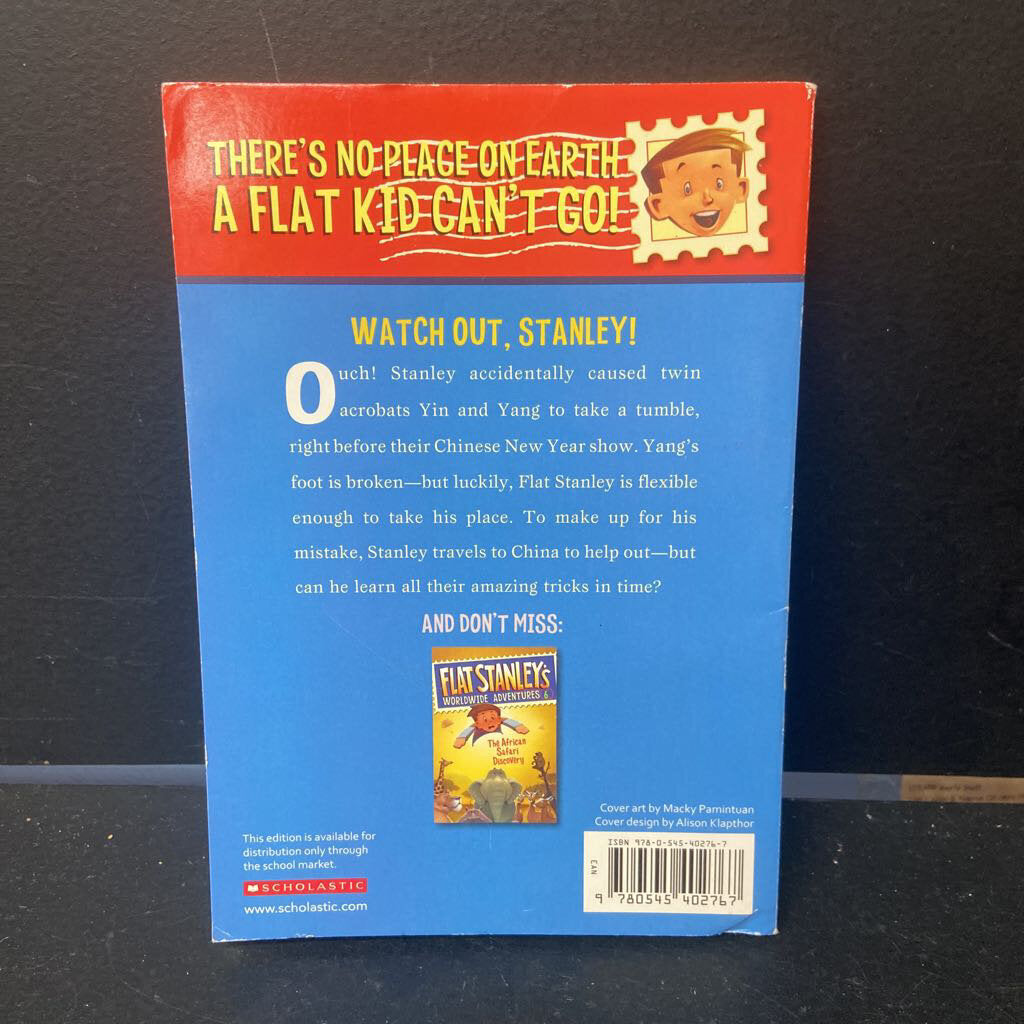 THERE'S NO PLACE ON EARTH
A FLAT KID CAN'T GO!
WATCH OUT, STANLEY!
Ouch! Stanley accidentally caused twin
acrobats Yin and Yang to take a tumble,
right before their Chinese New Year show. Yang's
foot is broken—but luckily, Flat Stanley is flexible
enough to take his place. To make up for his
mistake, Stanley travels to China to help out—but
can he learn all their amazing tricks in time?
AND DON'T MISS:
FLAT STANLEY'S
WORLDWIDE ADVENTURES 6
The African
Safari
Discovery
Cover art by Macky Pamintuan
Cover design by Alison Klapthor
This edition is available for
distribution only through
the school market.
SCHOLASTIC
www.scholastic.com
ISBN 978-0-545-40276-7
EAN
9 780545 402767